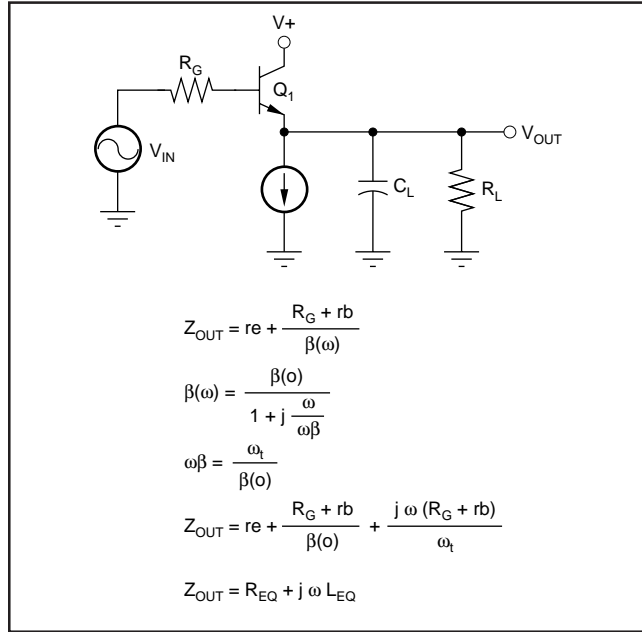 V+
R_G
Q_1
V_IN
V_OUT
C_L
R_L
Z_OUT = re + (R_G + rb) / β(ω)
β(ω) = β(o) / (1 + j ω/ωβ)
ωβ = ω_t / β(o)
Z_OUT = re + (R_G + rb) / β(o) + j ω (R_G + rb) / ω_t
Z_OUT = R_EQ + j ω L_EQ